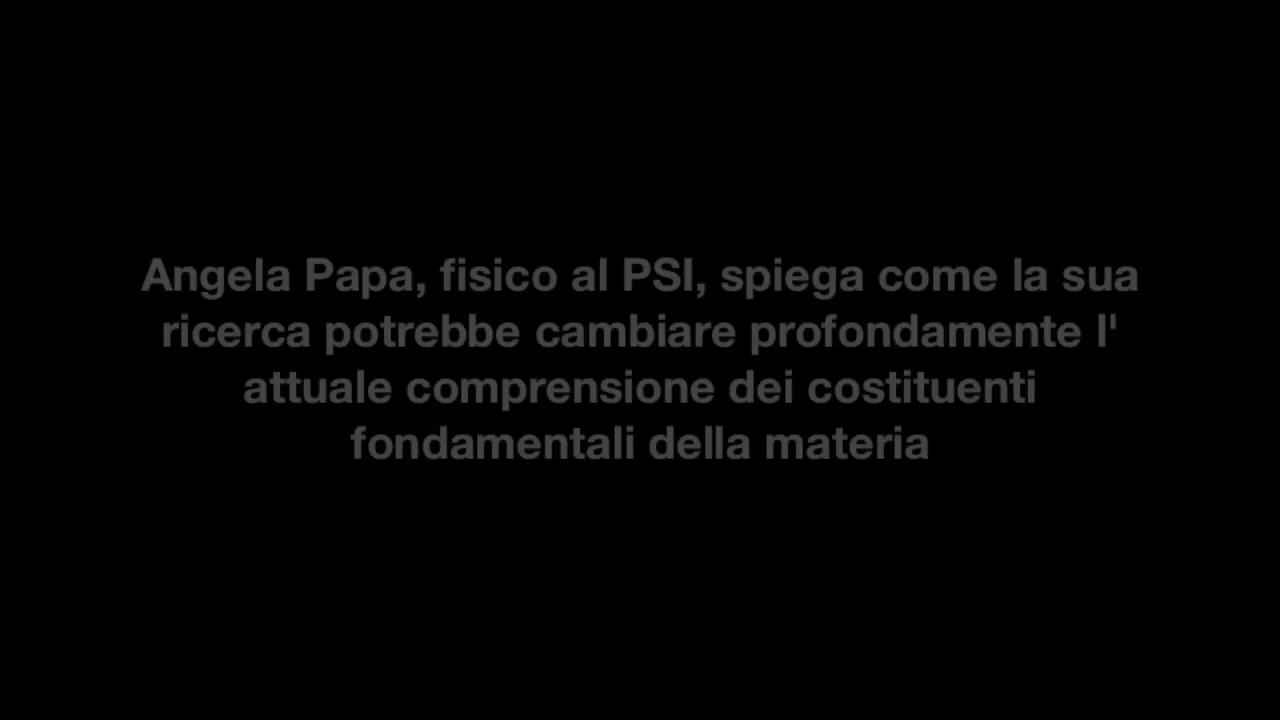 Angela Papa, fisico al PSI, spiega come la sua
ricerca potrebbe cambiare profondamente l'
attuale comprensione dei costituenti
fondamentali della materia